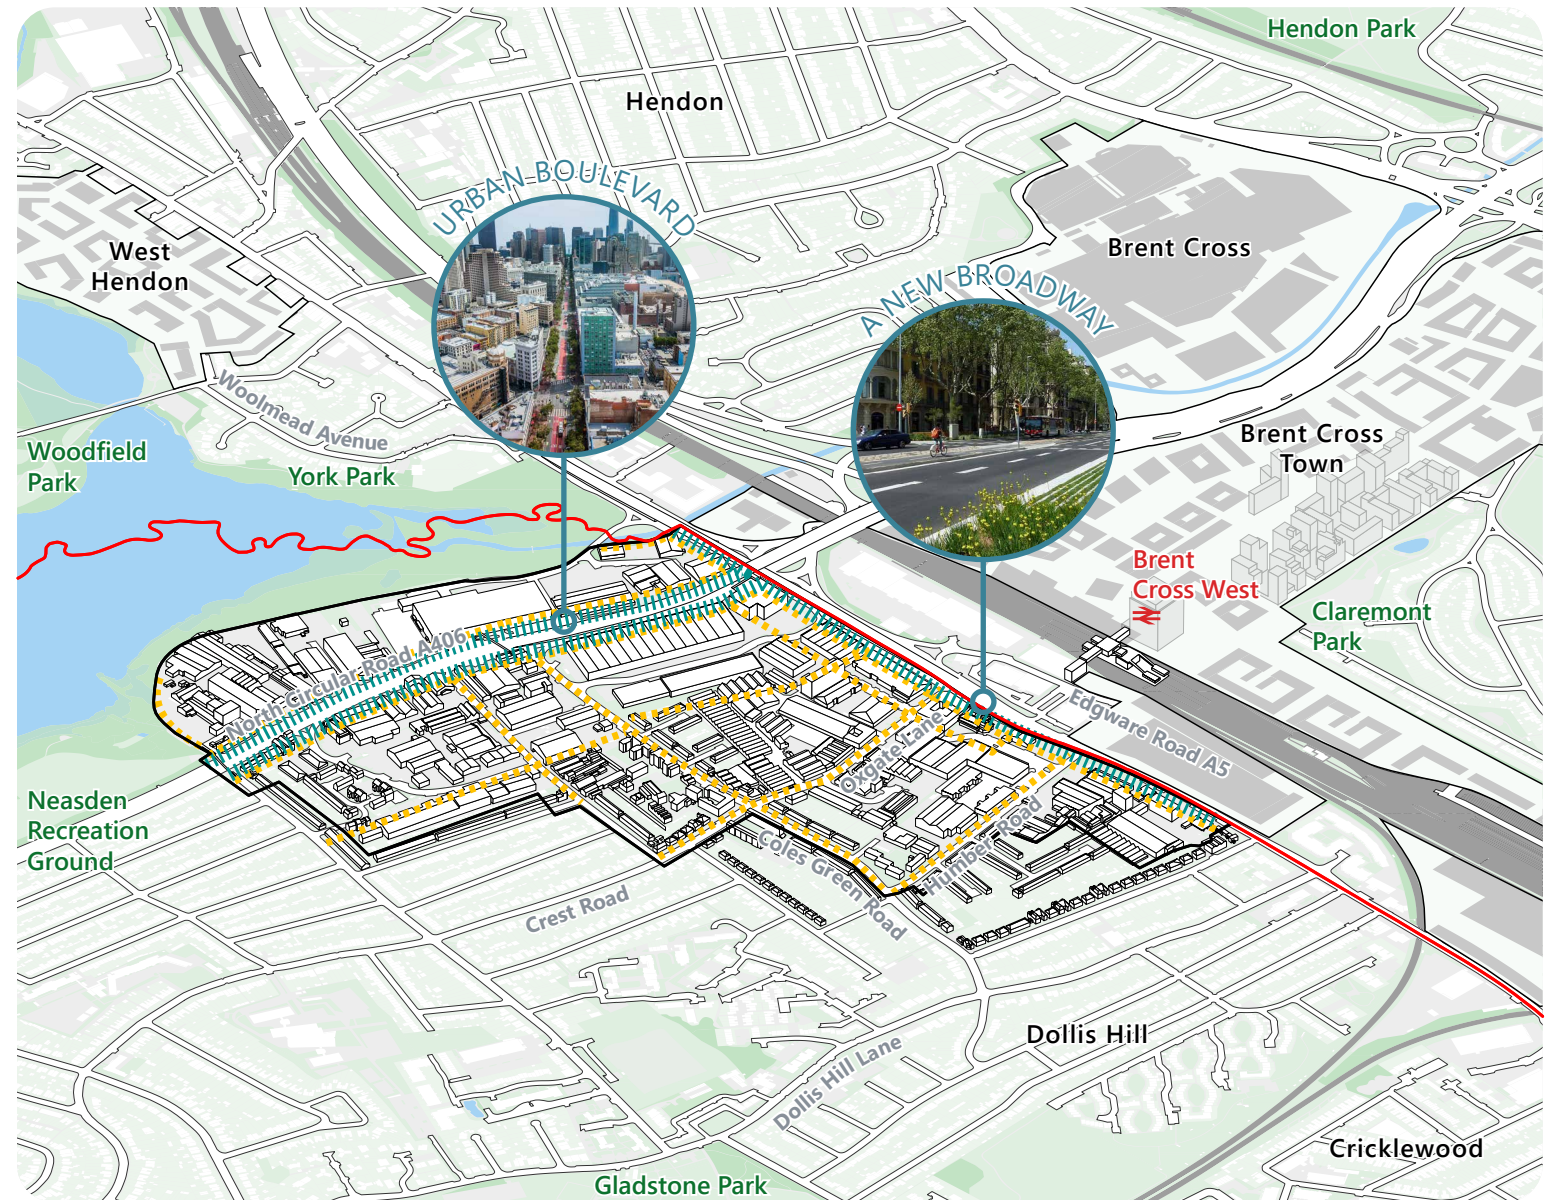 Hendon Park
Hendon
URBAN BOULEVARD
West
Hendon
Brent Cross
A NEW BROADWAY
Woolmead Avenue
Woodfield
Park
York Park
Brent Cross
Town
Brent
Cross West
Claremont
Park
North Circular Road A406
Edgware Road A5
Oxgate Lane
Neasden
Recreation
Ground
Humber Road
Coles Green Road
Crest Road
Dollis Hill
Dollis Hill Lane
Cricklewood
Gladstone Park